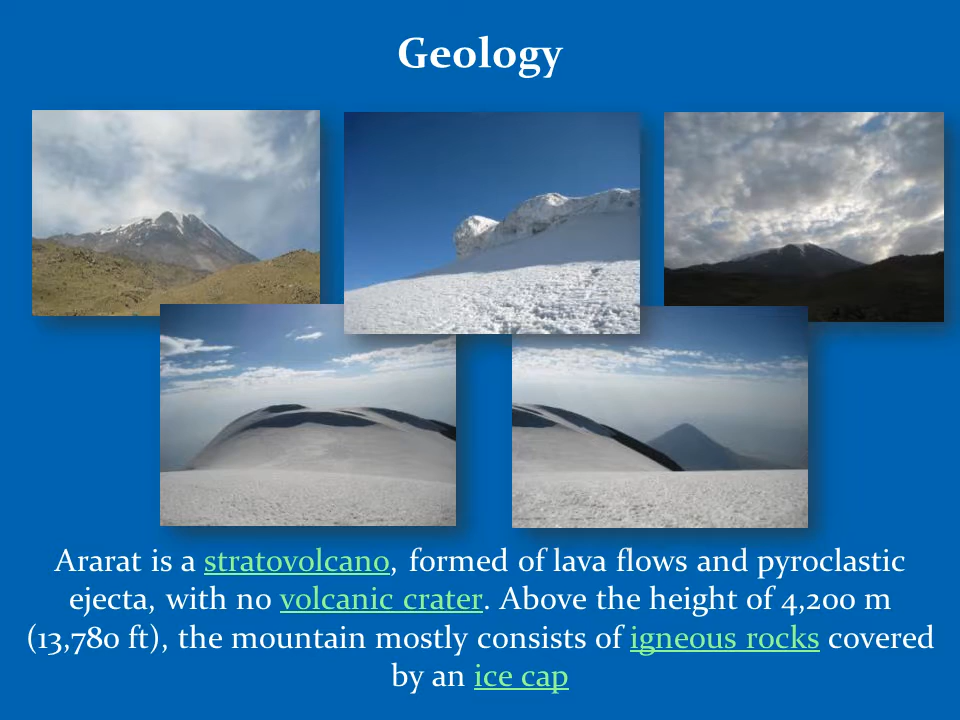 Geology
Ararat is a stratovolcano, formed of lava flows and pyroclastic
ejecta, with no volcanic crater. Above the height of 4,200 m
(13,780 ft), the mountain mostly consists of igneous rocks covered
by an ice cap